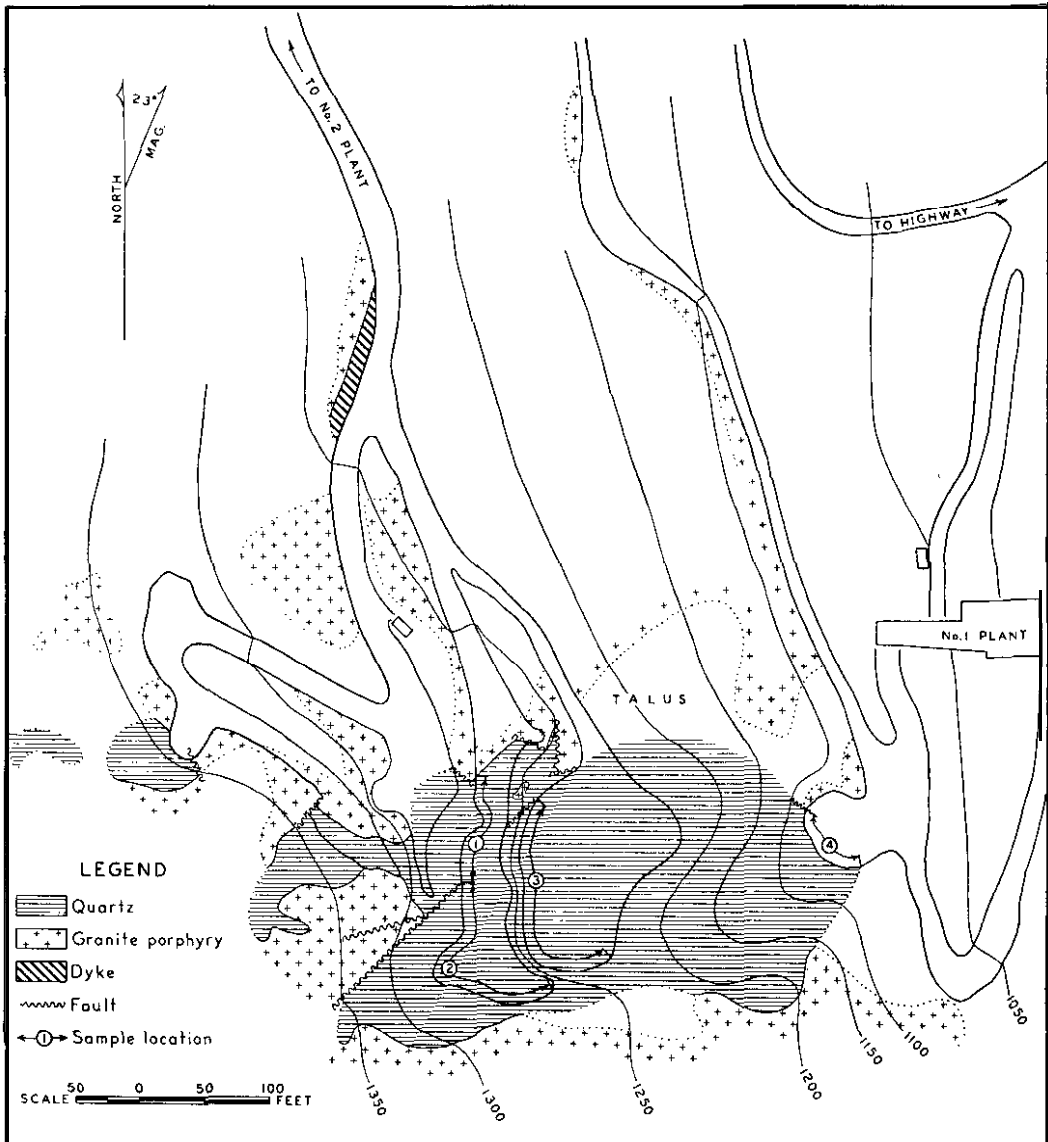 23°
NORTH
MAG.
TO No. 2 PLANT
TO HIGHWAY
No. 1 PLANT
TALUS
1
2
3
4
LEGEND
Quartz
Granite porphyry
Dyke
Fault
1 Sample location
1350
1300
1250
1200
1150
1100
1050
50 0 50 100
SCALE FEET